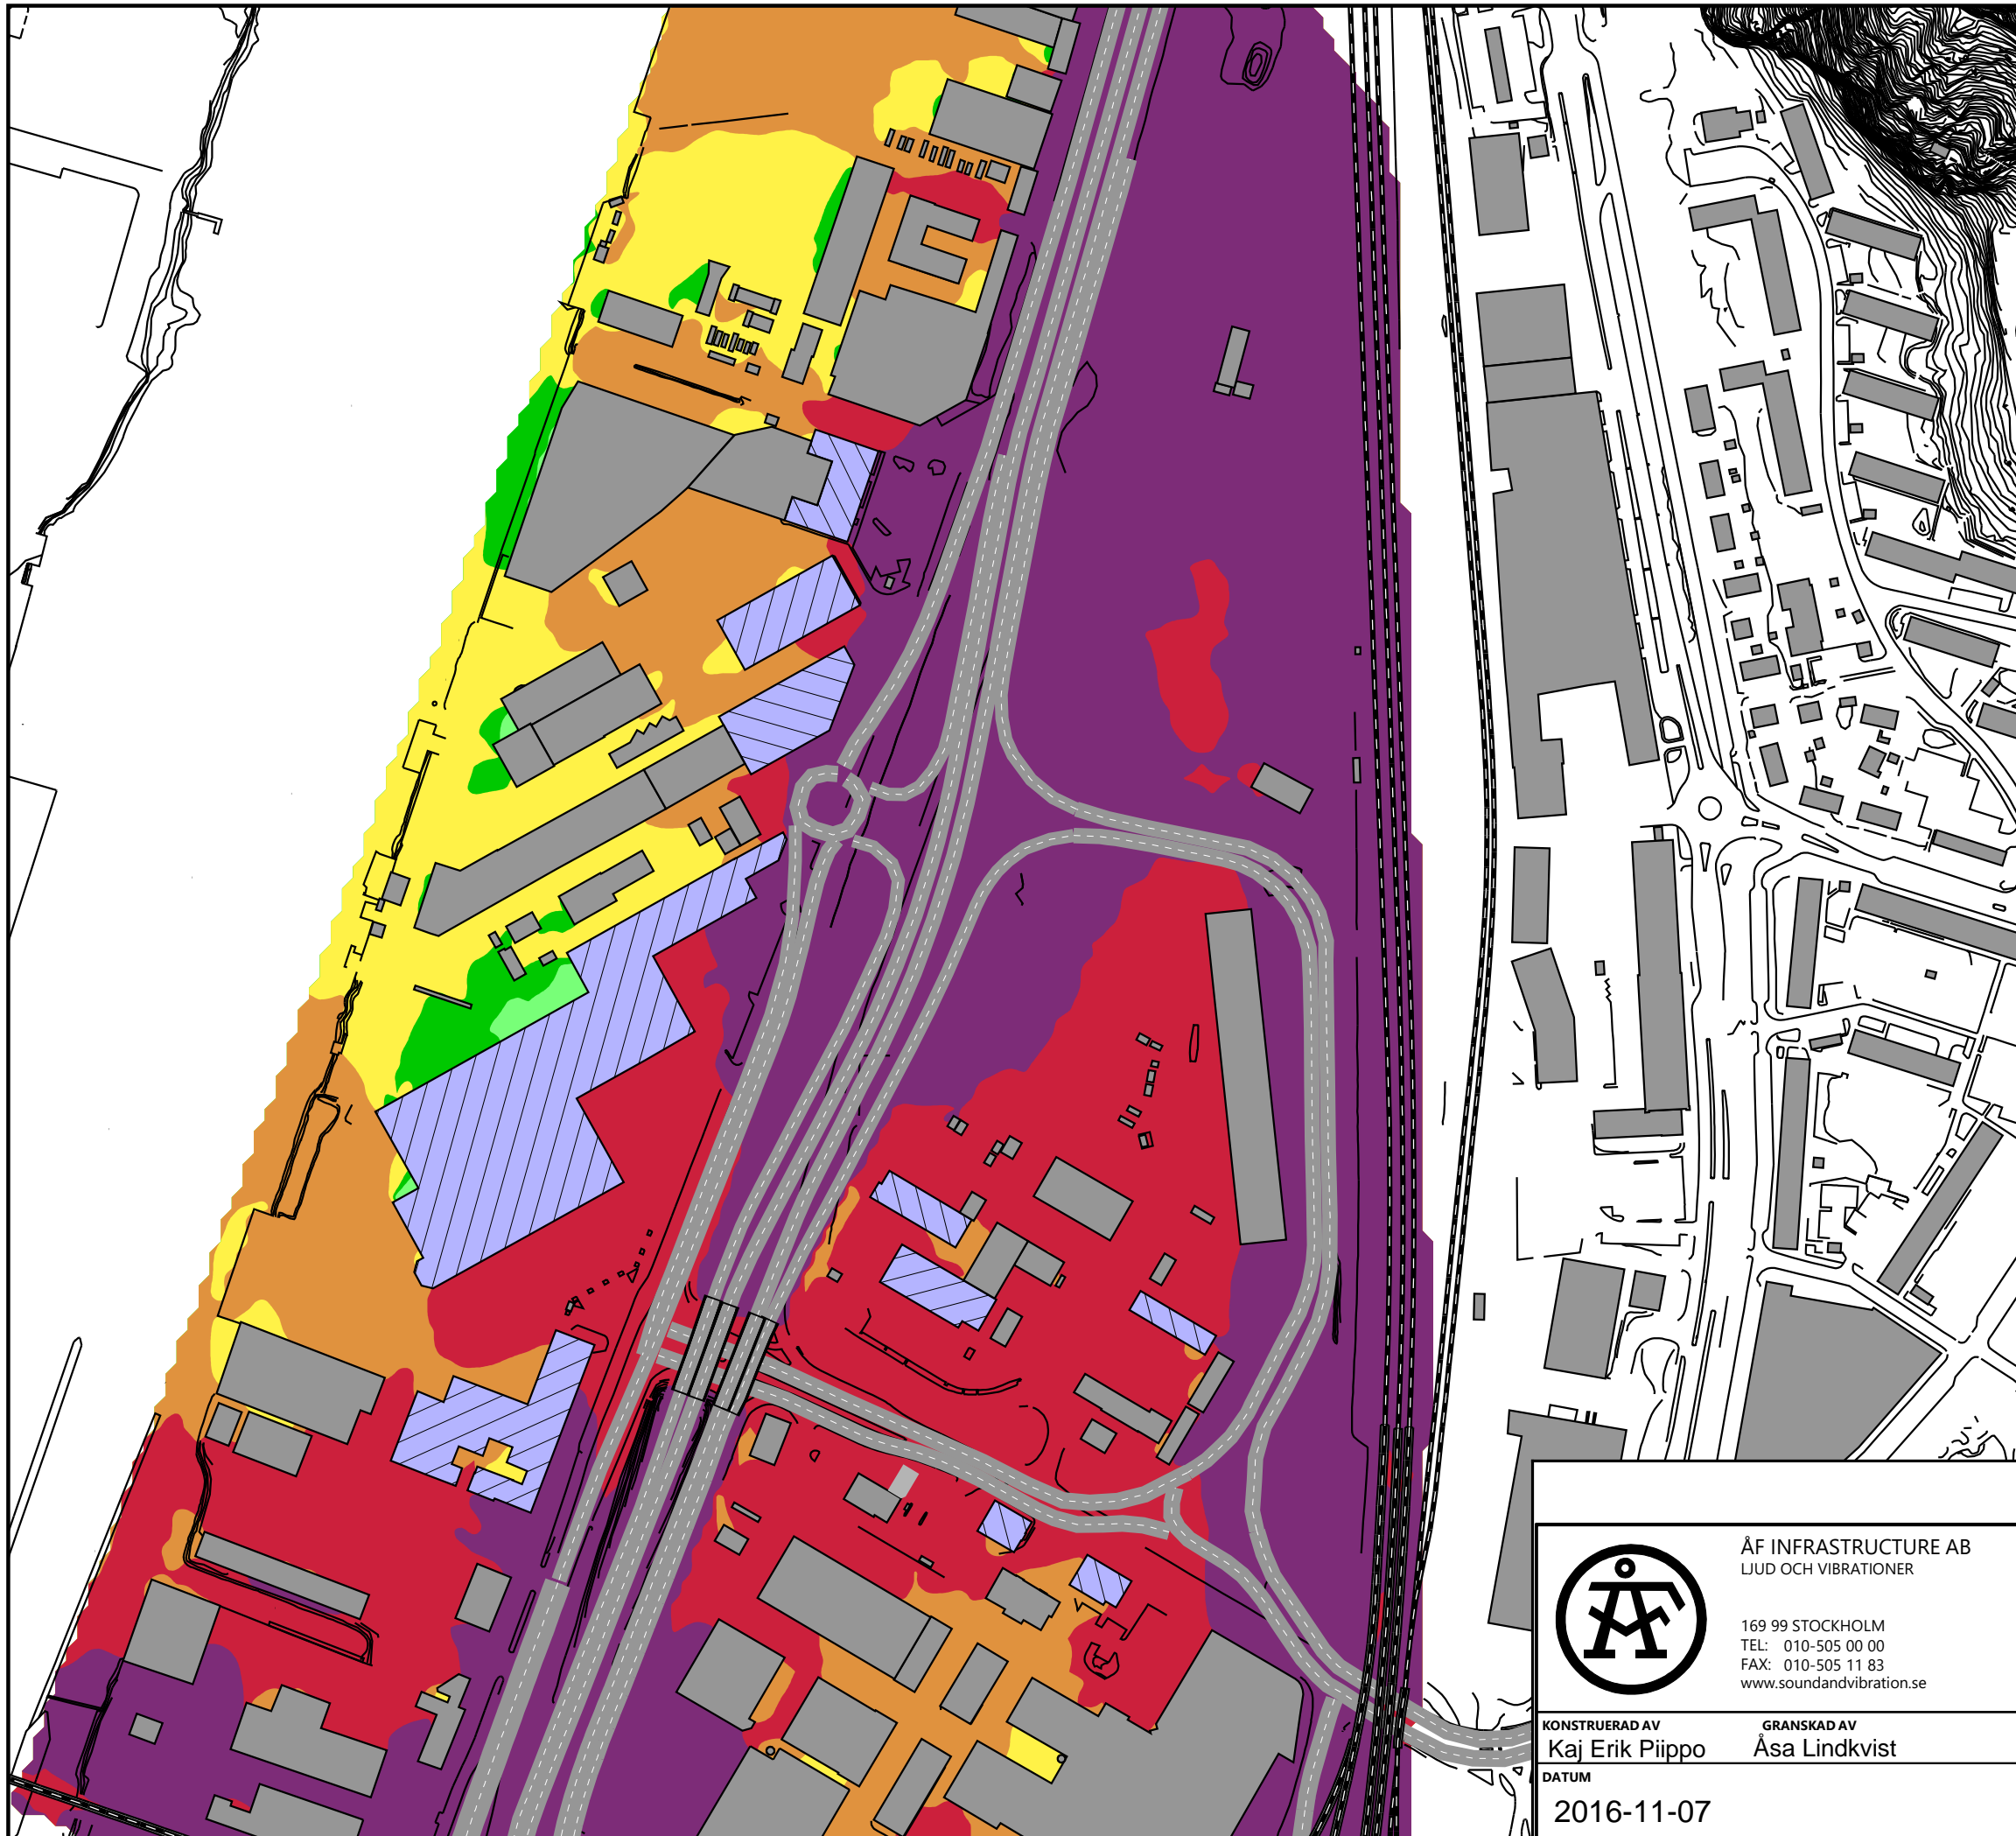 ÅF INFRASTRUCTURE AB
LJUD OCH VIBRATIONER
ÅF
169 99 STOCKHOLM
TEL: 010-505 00 00
FAX: 010-505 11 83
www.soundandvibration.se
KONSTRUERAD AV GRANSKAD AV
Kaj Erik Piippo Åsa Lindkvist
DATUM
2016-11-07